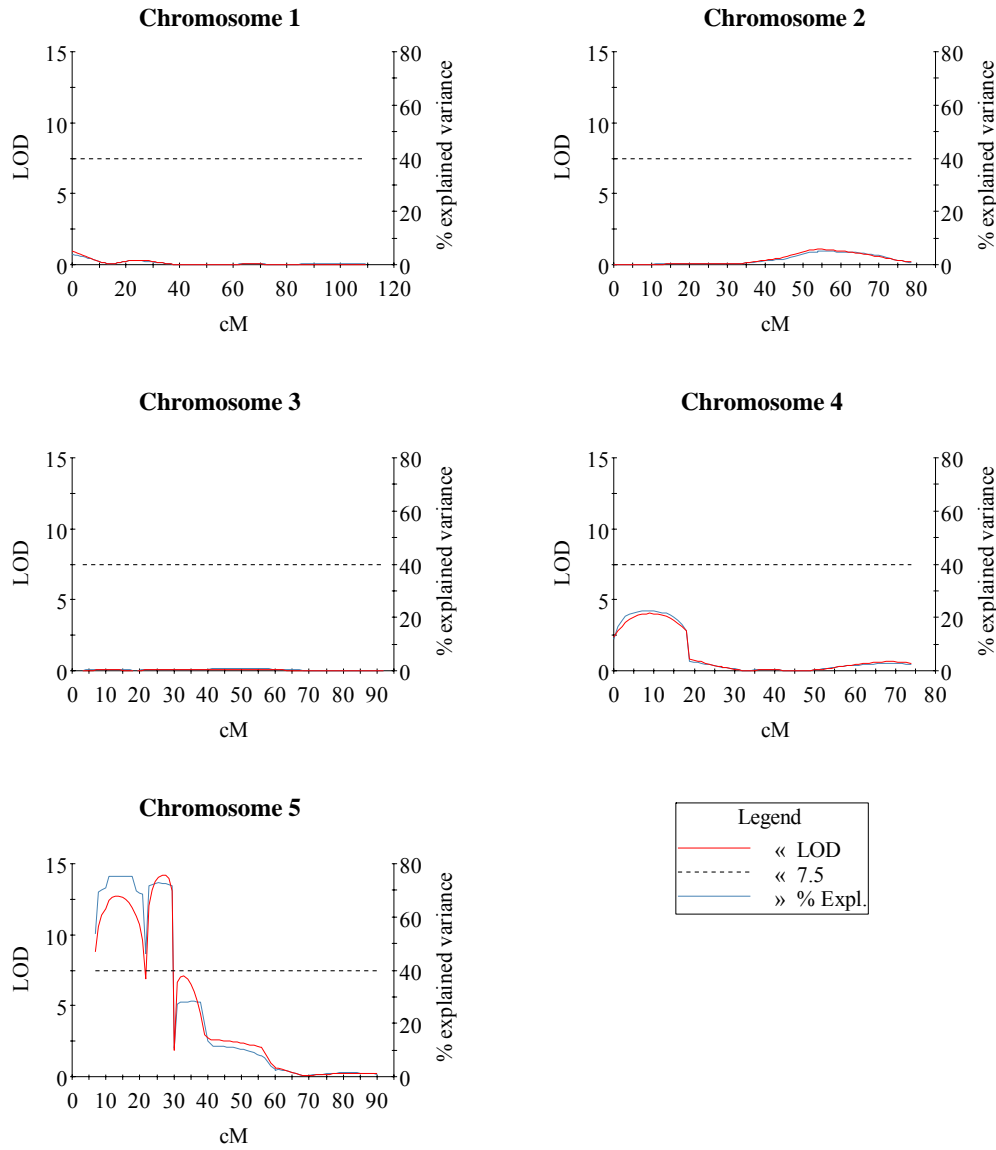 Chromosome 1
15
10
5
0
LOD
80
60
40
20
0
% explained variance
0 20 40 60 80 100 120
cM
Chromosome 2
15
10
5
0
LOD
80
60
40
20
0
% explained variance
0 10 20 30 40 50 60 70 80
cM
Chromosome 3
15
10
5
0
LOD
80
60
40
20
0
% explained variance
0 10 20 30 40 50 60 70 80 90
cM
Chromosome 4
15
10
5
0
LOD
80
60
40
20
0
% explained variance
0 10 20 30 40 50 60 70 80
cM
Chromosome 5
15
10
5
0
LOD
80
60
40
20
0
% explained variance
0 10 20 30 40 50 60 70 80 90
cM
Legend
« LOD
« 7.5
» % Expl.